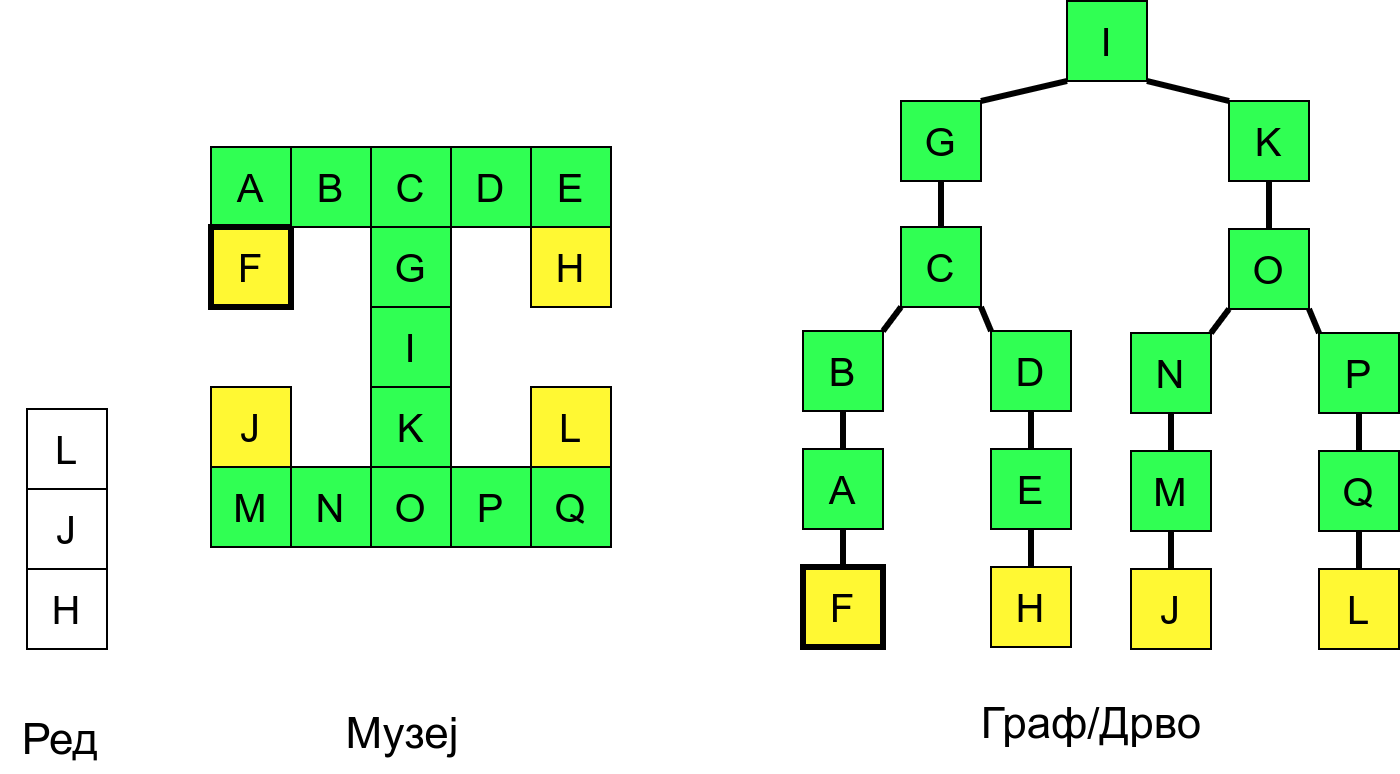 I
G K
A B C D E
F G H
C O
I
B D N P
J K L
L
M N O P Q
A E M Q
J
H
F H J L
Ред
Музеј
Граф/Дрво